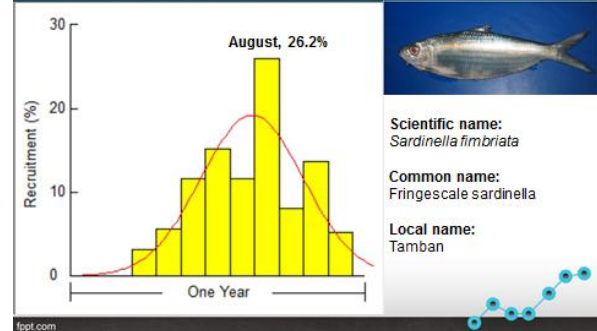 30
August, 26.2%
20
Recruitment (%)
10
0
One Year
Scientific name:
Sardinella fimbriata
Common name:
Fringescale sardinella
Local name:
Tamban
fppt.com